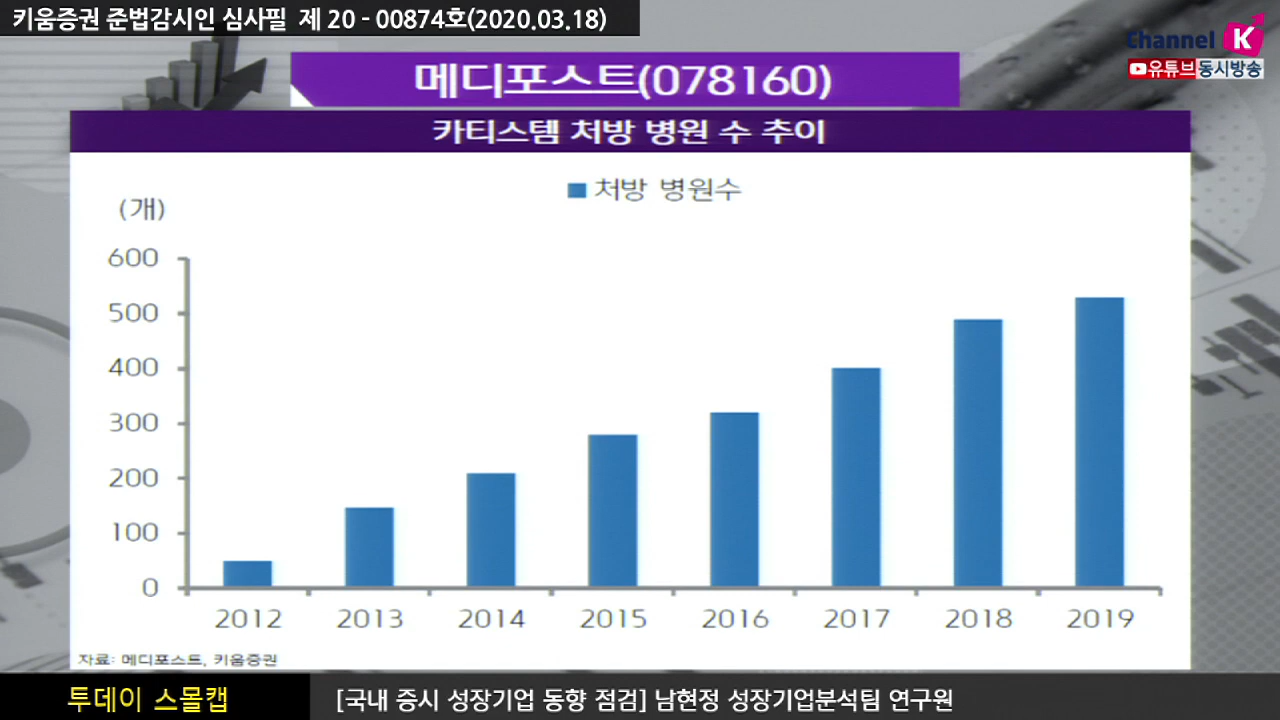 키움증권 준법감시인 심사필 제 20 - 00874호(2020.03.18)
Channel K
유튜브 동시방송
메디포스트(078160)
카티스템 처방 병원 수 추이
처방 병원수
(개)
600
500
400
300
200
100
0
2012 2013 2014 2015 2016 2017 2018 2019
자료: 메디포스트, 키움증권
투데이 스몰캡 [국내 증시 성장기업 동향 점검] 남현정 성장기업분석팀 연구원